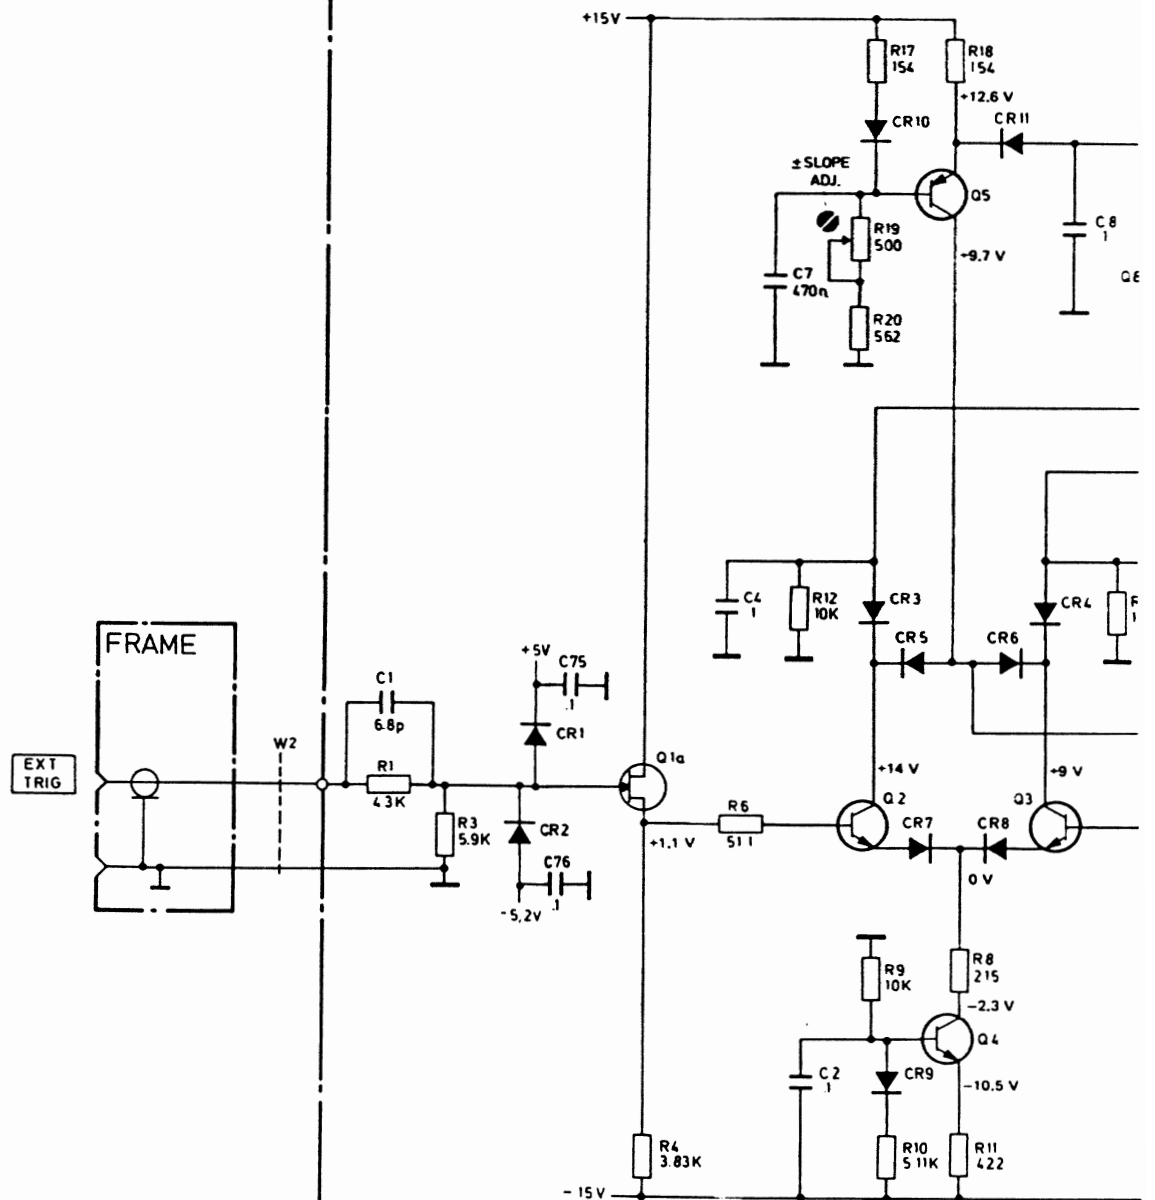 +15V
R17
154
R18
154
+12.6 V
CR11
CR10
± SLOPE
ADJ.
Q5
R19
500
C8
1
-9.7 V
C7
470n
R20
562
C4
1
R12
10K
CR3
CR4
CR5
CR6
FRAME
+5V
C75
.1
C1
6.8p
CR1
W2
EXT
TRIG
R1
4.3K
Q1a
+14 V
+9 V
R3
5.9K
CR2
R6
511
Q2
CR7
CR8
Q3
+1.1 V
C76
.1
0 V
-5,2V
R9
10K
R8
215
-2.3 V
Q4
C2
.1
CR9
-10.5 V
R4
3.83K
R10
5.11K
R11
422
-15V